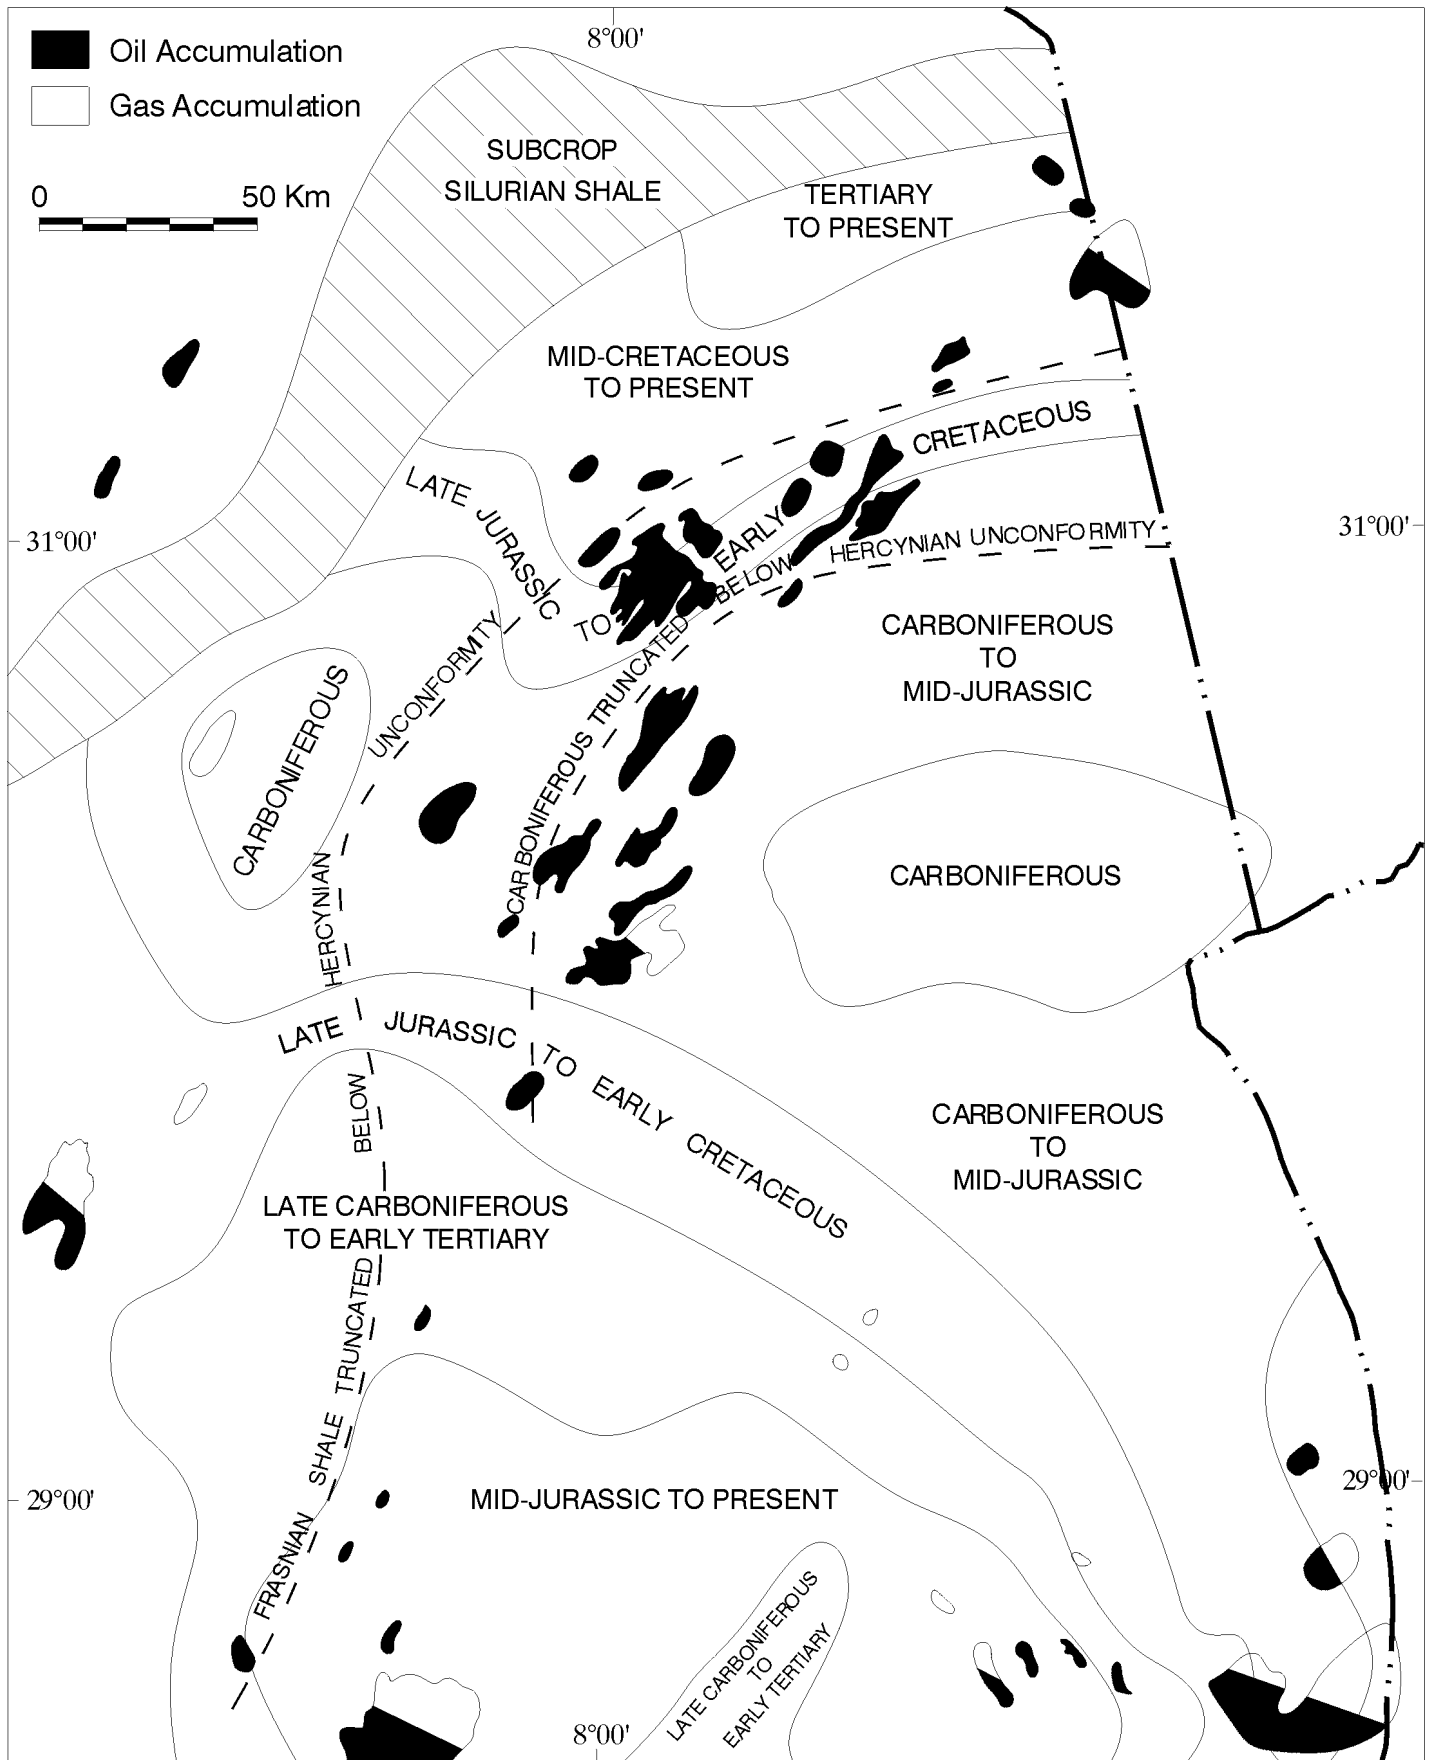 8°00'
Oil Accumulation
Gas Accumulation
0 50 Km
SUBCROP
SILURIAN SHALE
TERTIARY
TO PRESENT
MID-CRETACEOUS
TO PRESENT
LATE JURASSIC TO EARLY CRETACEOUS
31°00'
31°00'
CARBONIFEROUS TRUNCATED BELOW HERCYNIAN UNCONFORMITY
CARBONIFEROUS
TO
MID-JURASSIC
CARBONIFEROUS
CARBONIFEROUS
FRASNIAN SHALE TRUNCATED BELOW HERCYNIAN UNCONFORMITY
LATE JURASSIC TO EARLY CRETACEOUS
CARBONIFEROUS
TO
MID-JURASSIC
LATE CARBONIFEROUS
TO EARLY TERTIARY
29°00'
29°00'
MID-JURASSIC TO PRESENT
LATE CARBONIFEROUS
TO
EARLY TERTIARY
8°00'